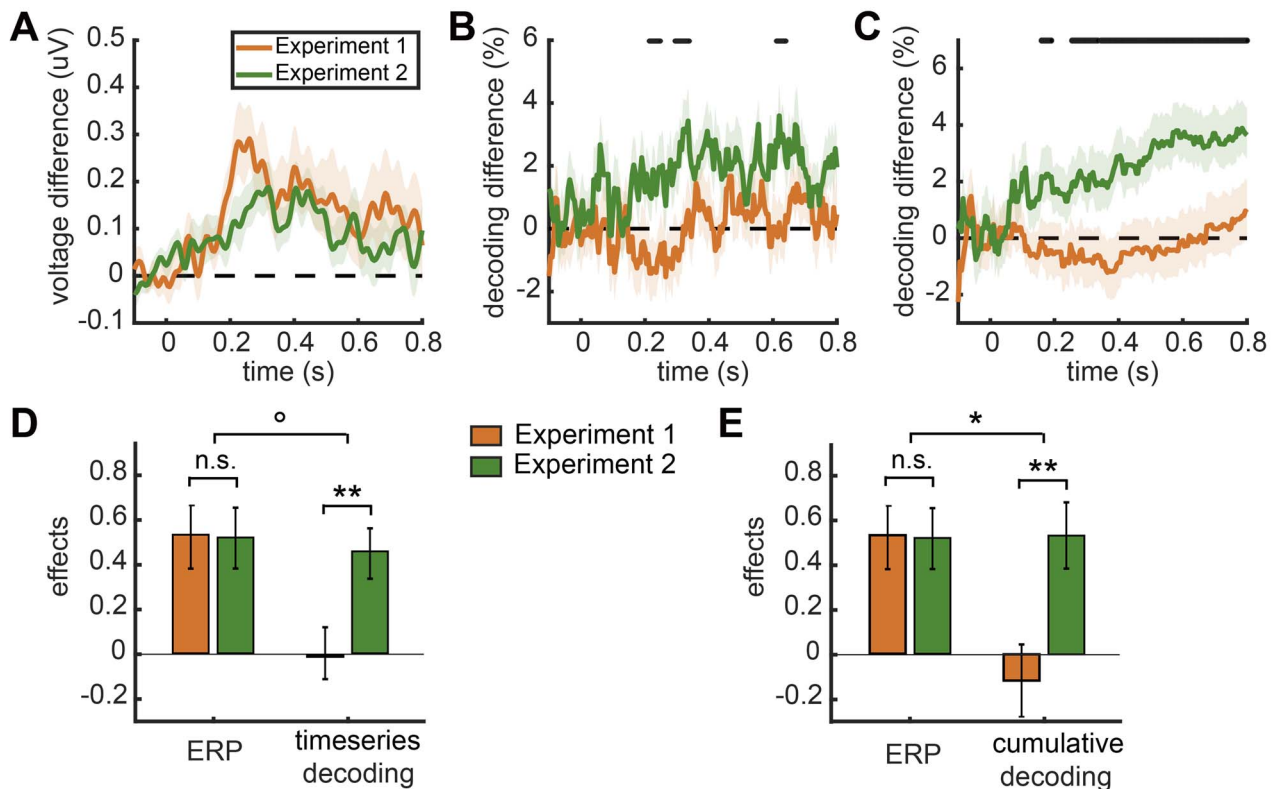 A
voltage difference (uV)
0.5
0.4
0.3
0.2
0.1
0
-0.1
0 0.2 0.4 0.6 0.8
time (s)
Experiment 1
Experiment 2
B
decoding difference (%)
6
4
2
0
-2
0 0.2 0.4 0.6 0.8
time (s)
C
decoding difference (%)
6
4
2
0
-2
0 0.2 0.4 0.6 0.8
time (s)
D
effects
0.8
0.6
0.4
0.2
0
-0.2
°
n.s.
**
ERP
timeseries
decoding
Experiment 1
Experiment 2
E
effects
0.8
0.6
0.4
0.2
0
-0.2
*
n.s.
**
ERP
cumulative
decoding